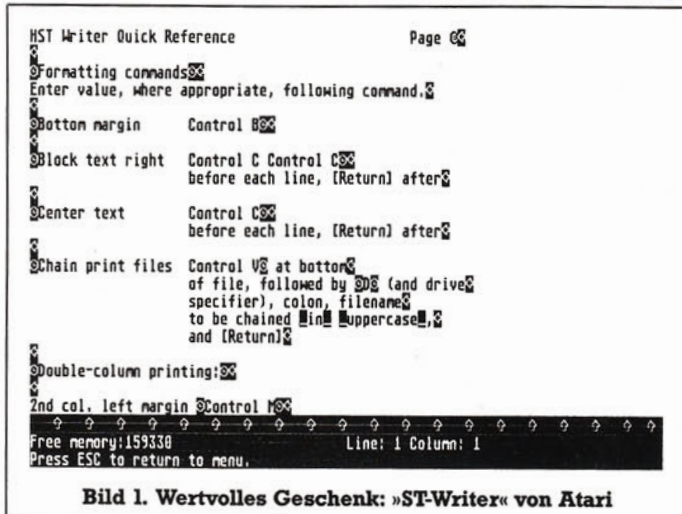 HST Writer Quick Reference Page @
Formatting commands
Enter value, where appropriate, following command.
Bottom margin Control B
Block text right Control C Control C
before each line, [Return] after
Center text Control C
before each line, [Return] after
Chain print files Control V at bottom
of file, followed by D (and drive
specifier), colon, filename
to be chained in uppercase,
and [Return]
Double-column printing:
2nd col. left margin Control M
Free memory:159330 Line: 1 Column: 1
Press ESC to return to menu.
Bild 1. Wertvolles Geschenk: »ST-Writer« von Atari